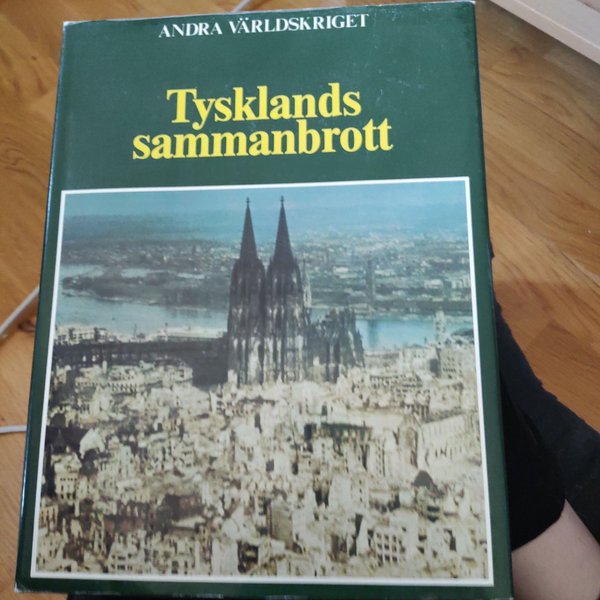 ANDRA VÄRLDSKRIGET
Tysklands
sammanbrott